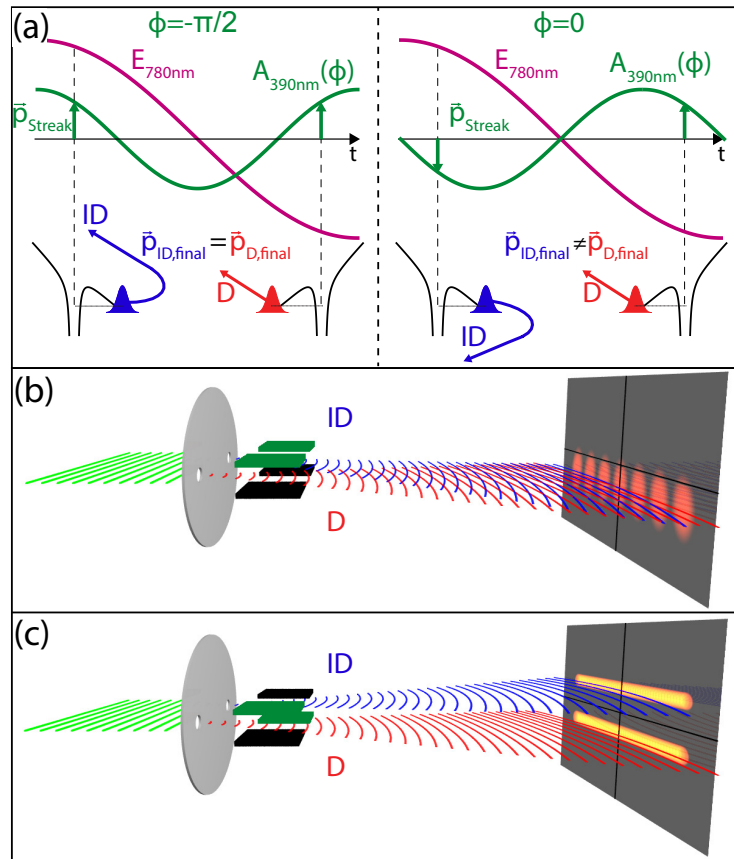 (a)
ϕ=-π/2
ϕ=0
E780nm
A390nm(ϕ)
E780nm
A390nm(ϕ)
p⃗Streak
t
p⃗Streak
t
ID
p⃗ID,final=p⃗D,final
p⃗ID,final≠p⃗D,final
D
D
ID
(b)
ID
D
(c)
ID
D